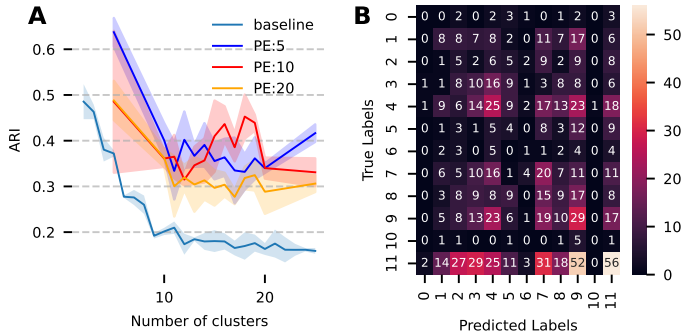 A
baseline
PE:5
PE:10
PE:20
0.6
0.5
0.4
0.3
0.2
ARI
10 20
Number of clusters
B
True Labels
0 0 0 2 0 2 3 1 0 1 2 0 3
1 0 8 8 7 8 2 0 11 7 17 0 6
2 0 1 5 2 6 5 2 9 2 9 0 8
3 1 1 8 10 16 9 1 3 8 8 0 6
4 1 9 6 14 25 9 2 17 13 23 1 18
5 0 1 3 1 5 4 0 8 3 12 0 9
6 0 2 3 2 5 0 1 1 2 4 0 4
7 0 6 5 10 16 1 4 20 7 11 0 11
8 0 3 8 9 8 9 0 15 9 17 0 8
9 0 5 8 13 23 6 1 19 10 29 0 17
10 0 1 1 0 0 1 0 0 1 5 0 1
11 2 14 27 29 25 11 3 31 18 52 0 56
0 1 2 3 4 5 6 7 8 9 10 11
Predicted Labels
50
40
30
20
10
0